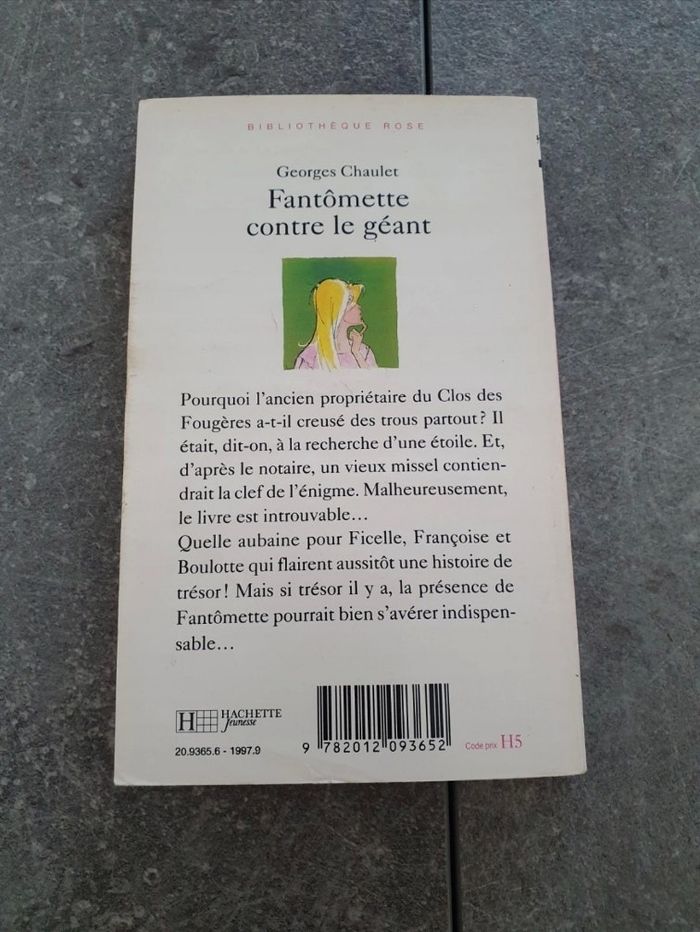 BIBLIOTHÈQUE ROSE
Georges Chaulet
Fantômette
contre le géant
Pourquoi l'ancien propriétaire du Clos des
Fougères a-t-il creusé des trous partout ? Il
était, dit-on, à la recherche d'une étoile. Et,
d'après le notaire, un vieux missel contien-
drait la clef de l'énigme. Malheureusement,
le livre est introuvable...
Quelle aubaine pour Ficelle, Françoise et
Boulotte qui flairent aussitôt une histoire de
trésor ! Mais si trésor il y a, la présence de
Fantômette pourrait bien s'avérer indispen-
sable...
H HACHETTE
Jeunesse
20.9365.6 - 1997.9
9 782012 093652
Code prix H5